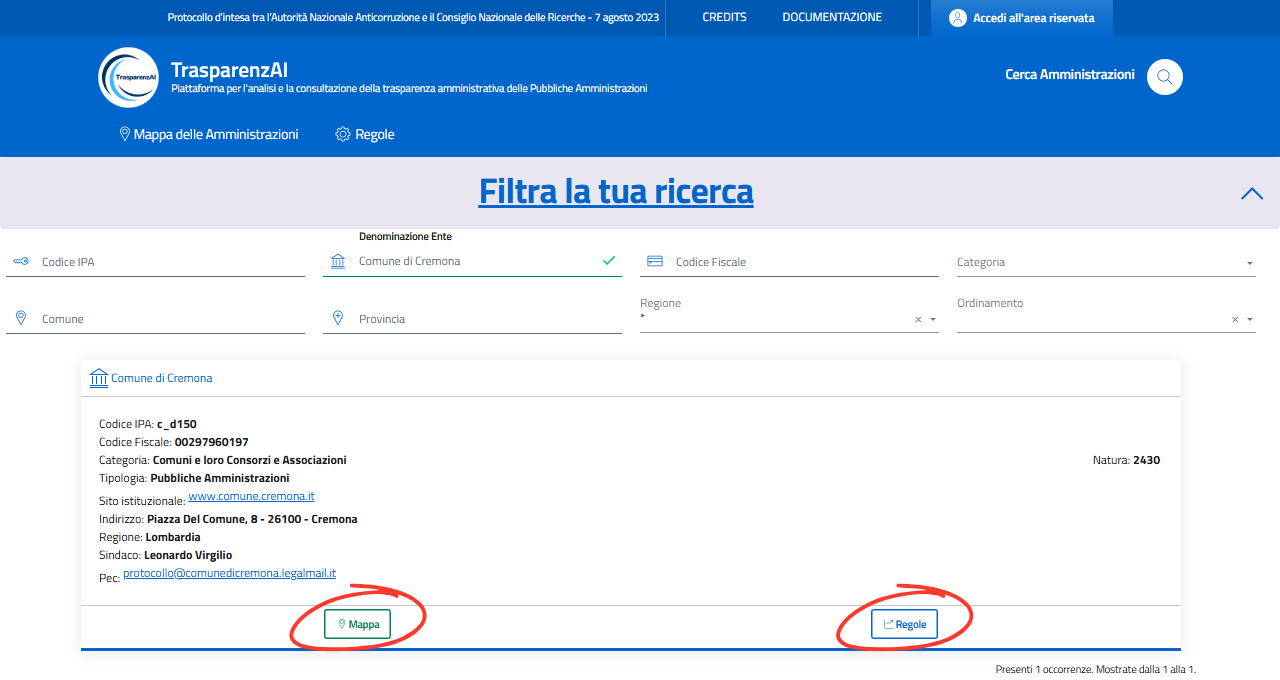 Protocollo d'intesa tra l'Autorità Nazionale Anticorruzione e il Consiglio Nazionale delle Ricerche - 7 agosto 2023
CREDITS
DOCUMENTAZIONE
Accedi all'area riservata
TrasparenzAI
TrasparenzAI
Piattaforma per l'analisi e la consultazione della trasparenza amministrativa delle Pubbliche Amministrazioni
Cerca Amministrazioni
Mappa delle Amministrazioni
Regole
Filtra la tua ricerca
Denominazione Ente
Codice IPA
Comune di Cremona
Codice Fiscale
Categoria
Comune
Provincia
Regione
Ordinamento
Comune di Cremona
Codice IPA: c_d150
Codice Fiscale: 00297960197
Categoria: Comuni e loro Consorzi e Associazioni
Natura: 2430
Tipologia: Pubbliche Amministrazioni
Sito istituzionale: www.comune.cremona.it
Indirizzo: Piazza Del Comune, 8 - 26100 - Cremona
Regione: Lombardia
Sindaco: Leonardo Virgilio
Pec: protocollo@comunedicremona.legalmail.it
Mappa
Regole
Presenti 1 occorrenze. Mostrate dalla 1 alla 1.